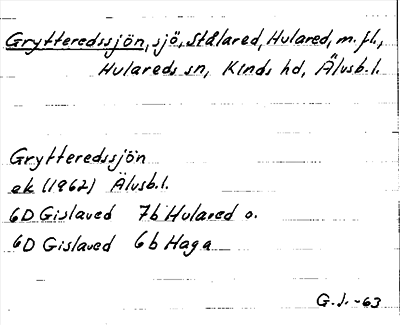 Grytteredssjön, sjö, Stålared, Hulared, m.fl.,
Hulareds sn, Kinds hd, Älvsb.l.
Grytteredssjön
ek (1962) Älvsb.l.
6D Gislaved 7b Hulared o.
6D Gislaved 6b Haga
G.J.-63